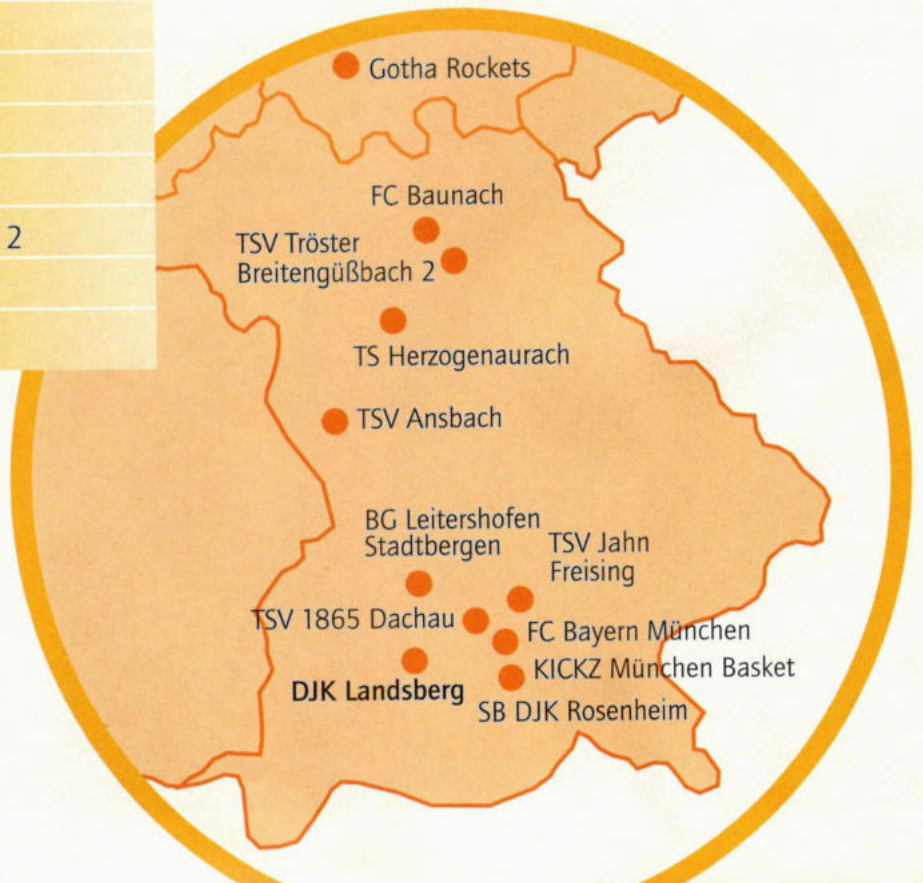 Gotha Rockets
FC Baunach
2
TSV Tröster
Breitengüßbach 2
TS Herzogenaurach
TSV Ansbach
BG Leitershofen
Stadtbergen
TSV Jahn
Freising
TSV 1865 Dachau
FC Bayern München
KICKZ München Basket
DJK Landsberg
SB DJK Rosenheim